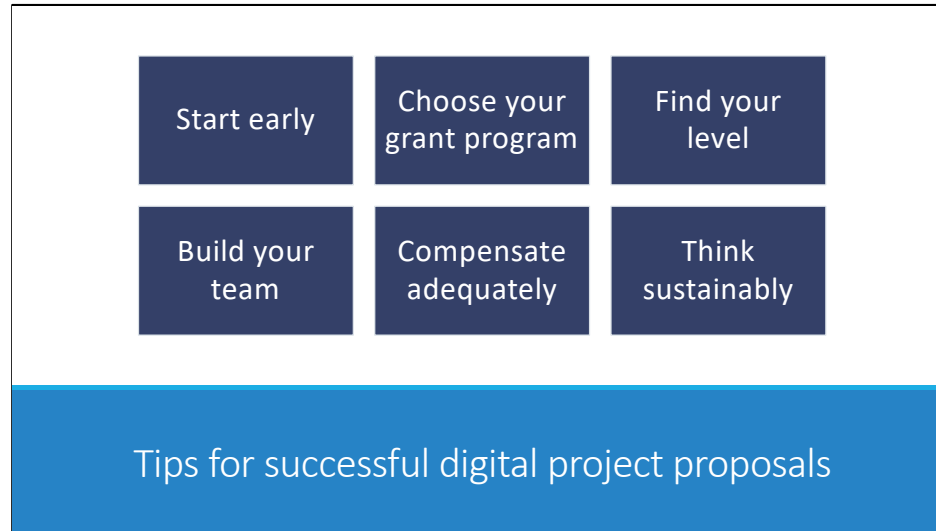 Start early
Choose your
grant program
Find your
level
Build your
team
Compensate
adequately
Think
sustainably
Tips for successful digital project proposals